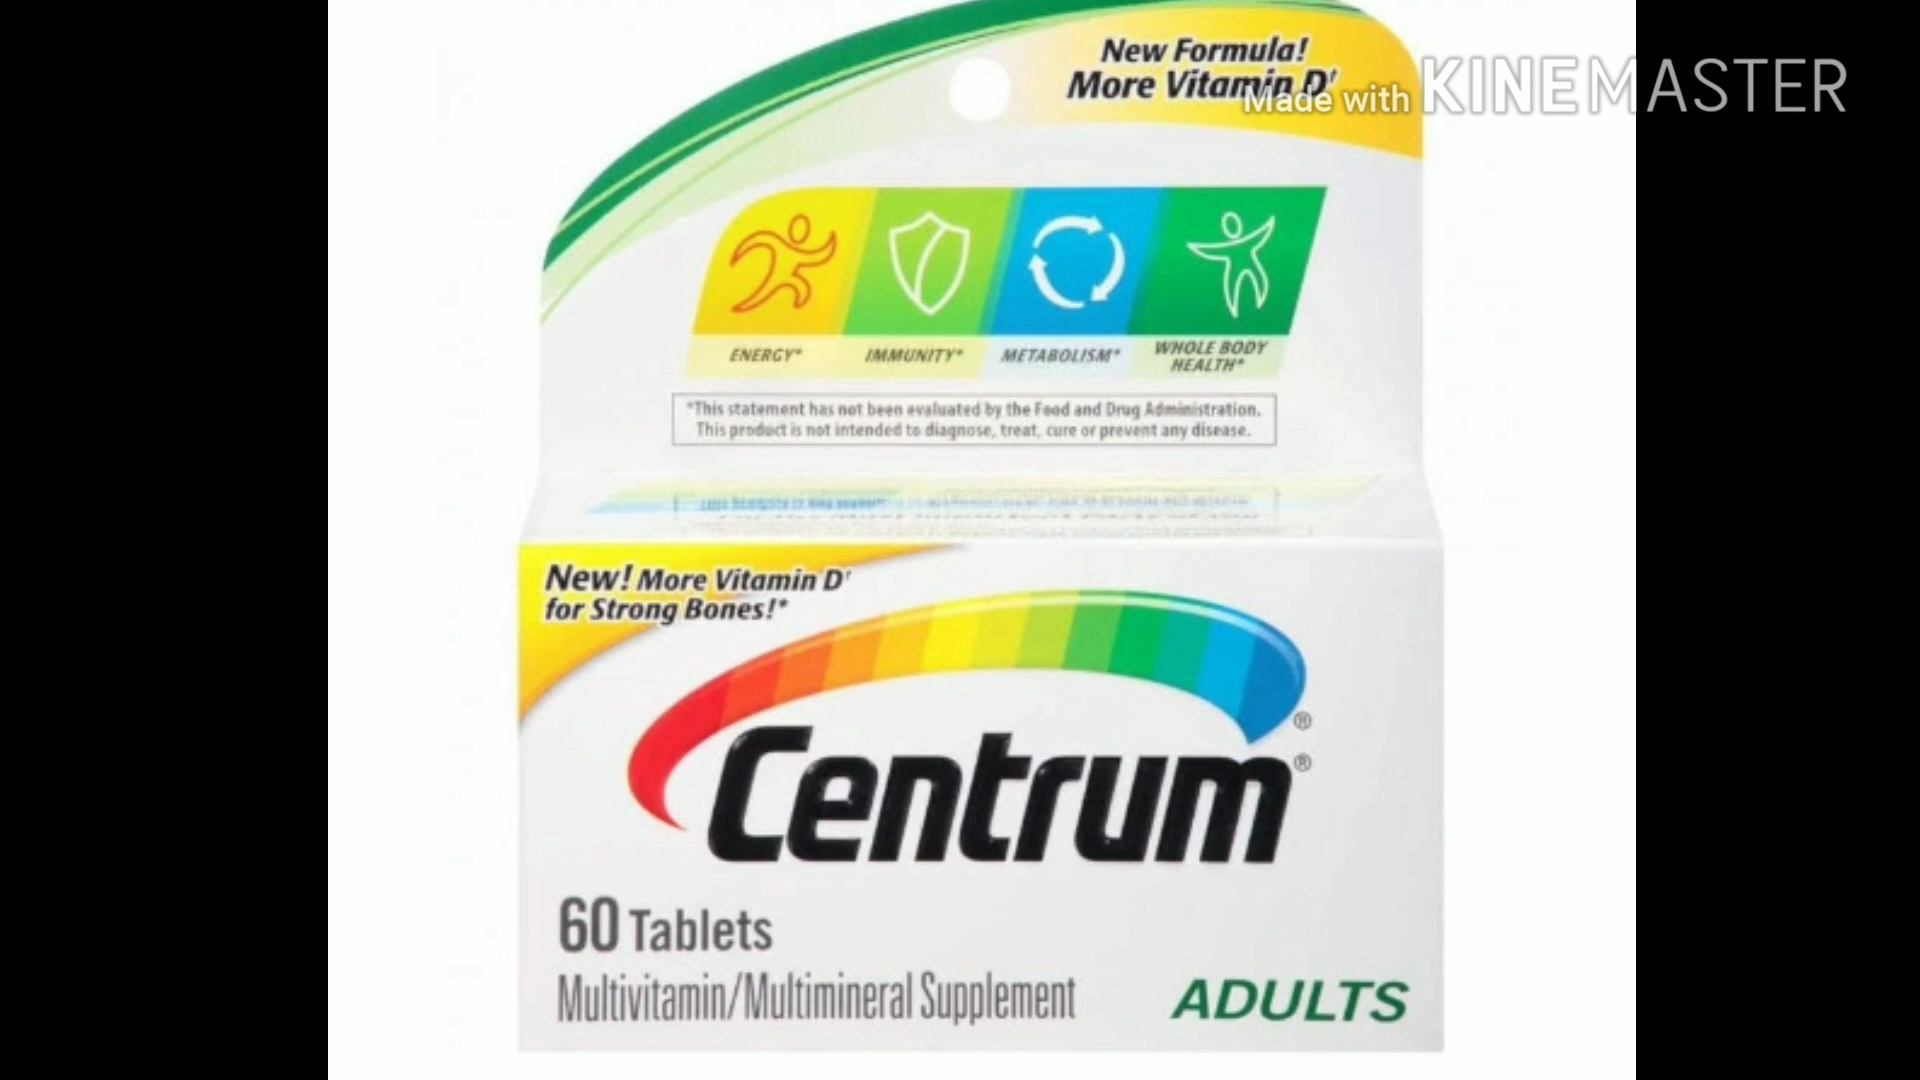 New Formula!
More Vitamin D†
Made with KINEMASTER
ENERGY*
IMMUNITY*
METABOLISM*
WHOLE BODY
HEALTH*
*This statement has not been evaluated by the Food and Drug Administration.
This product is not intended to diagnose, treat, cure or prevent any disease.
New! More Vitamin D†
for Strong Bones!*
Centrum®
®
60 Tablets
Multivitamin/Multimineral Supplement
ADULTS